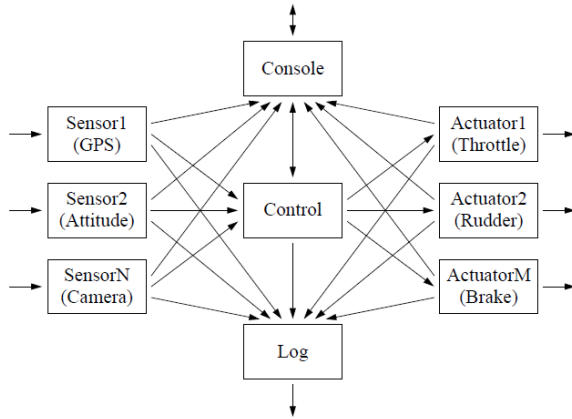 Console
Sensor1
(GPS)
Actuator1
(Throttle)
Sensor2
(Attitude)
Control
Actuator2
(Rudder)
SensorN
(Camera)
ActuatorM
(Brake)
Log